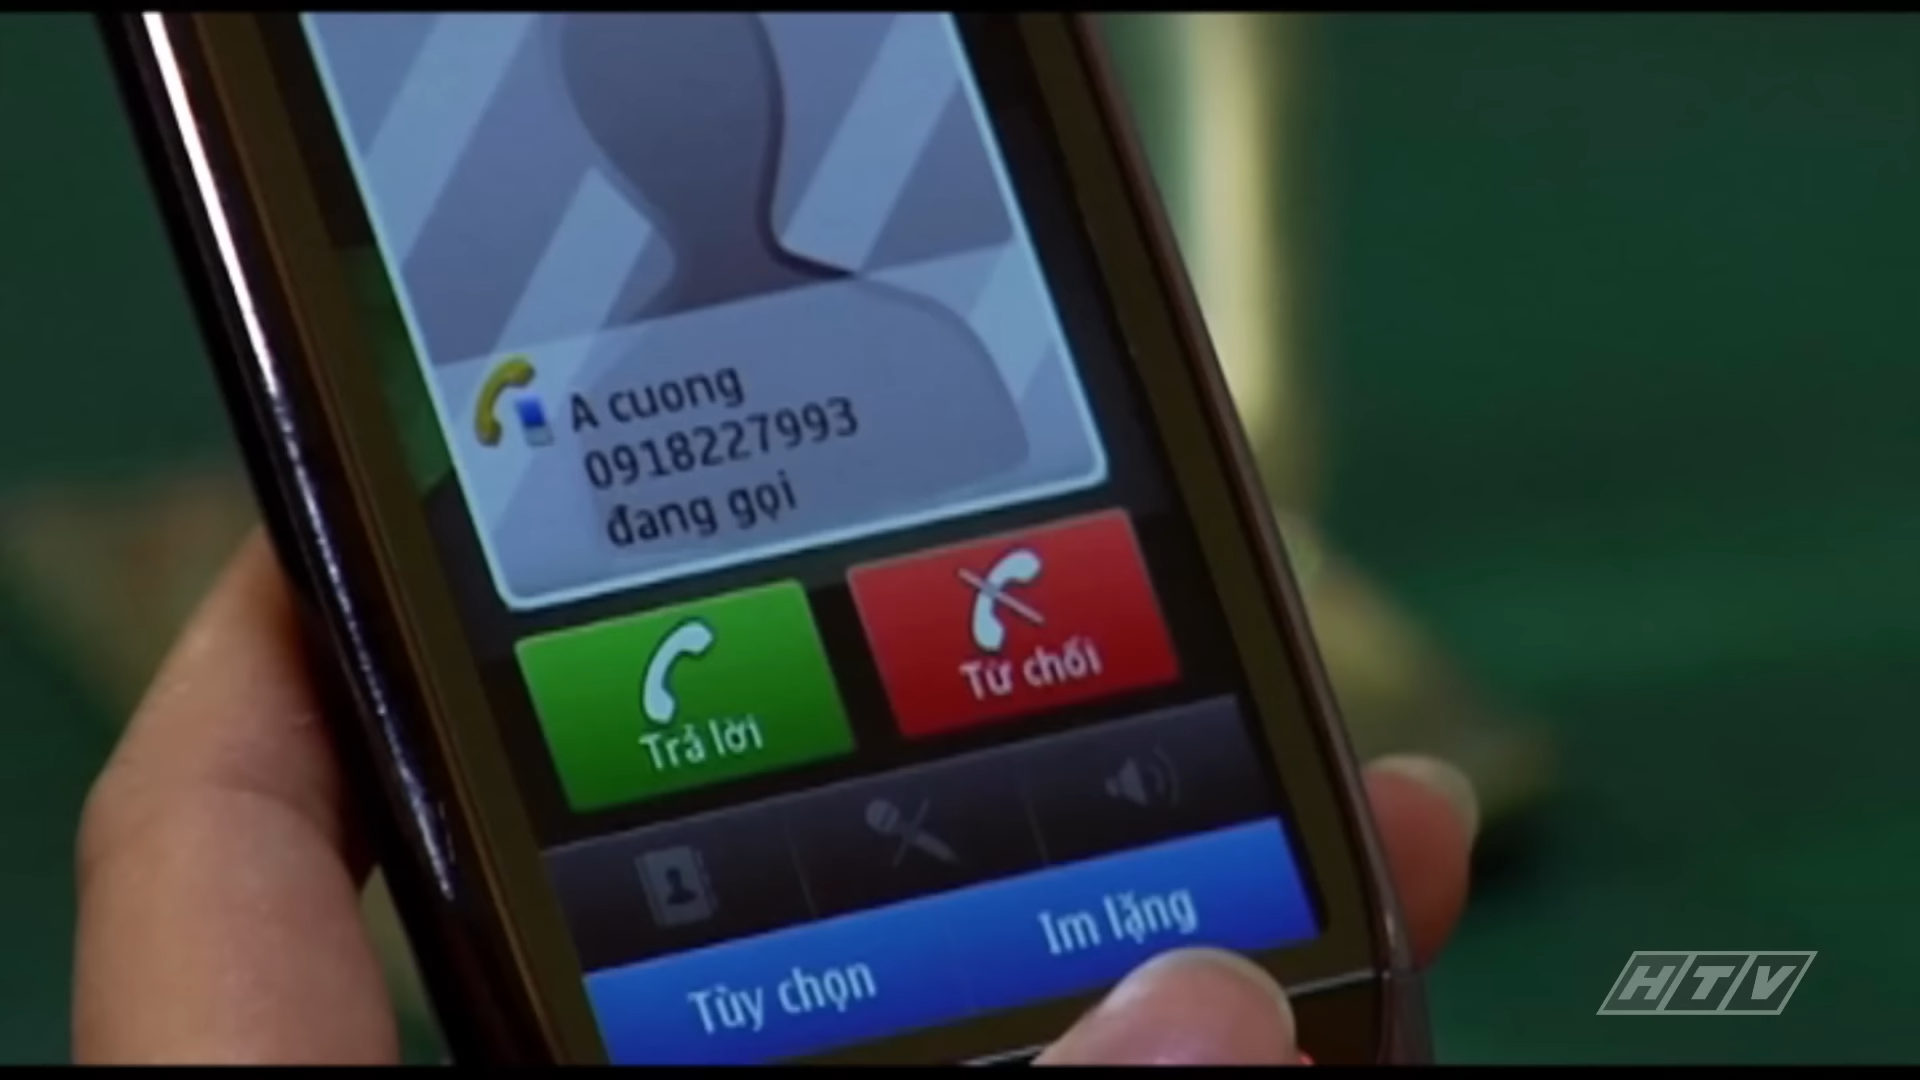 A cuong
0918227993
đang gọi
Trả lời
Từ chối
Tùy chọn
Im lặng
HTV